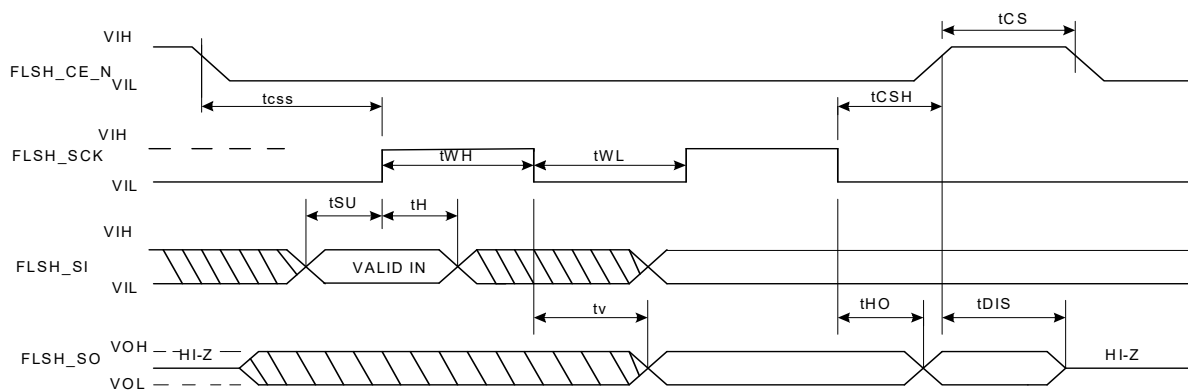 tCS
VIH
FLSH_CE_N
VIL
tcss
tCSH
VIH
FLSH_SCK
tWH
tWL
VIL
tSU
tH
VIH
FLSH_SI
VALID IN
VIL
tv
tHO
tDIS
VOH
FLSH_SO
HI-Z
HI-Z
VOL